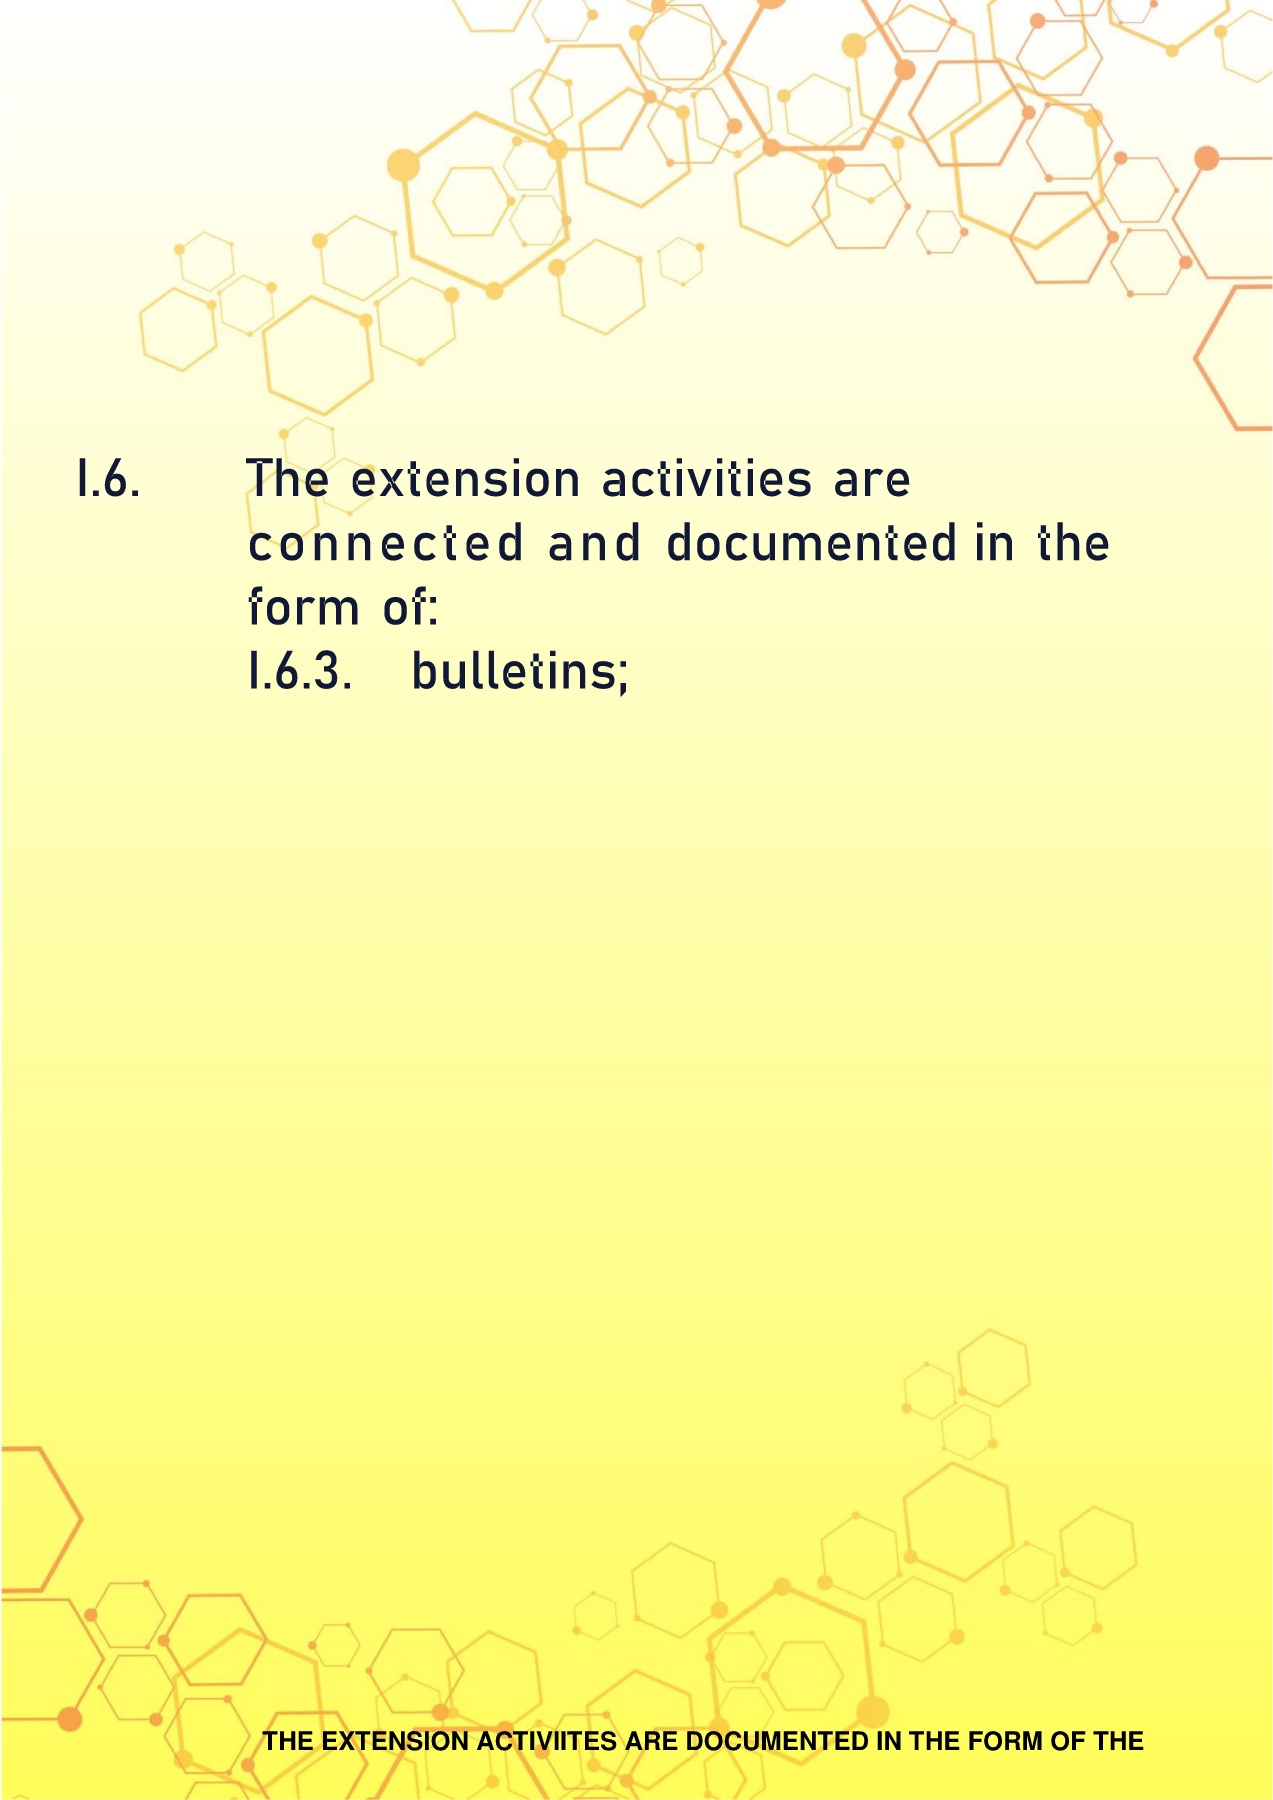 I.6. The extension activities are
connected and documented in the
form of:
I.6.3. bulletins;
THE EXTENSION ACTIVIITES ARE DOCUMENTED IN THE FORM OF THE